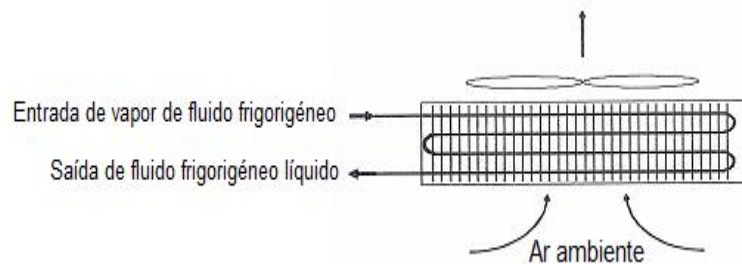 Entrada de vapor de fluido frigorigéneo
Saída de fluido frigorigéneo líquido
Ar ambiente